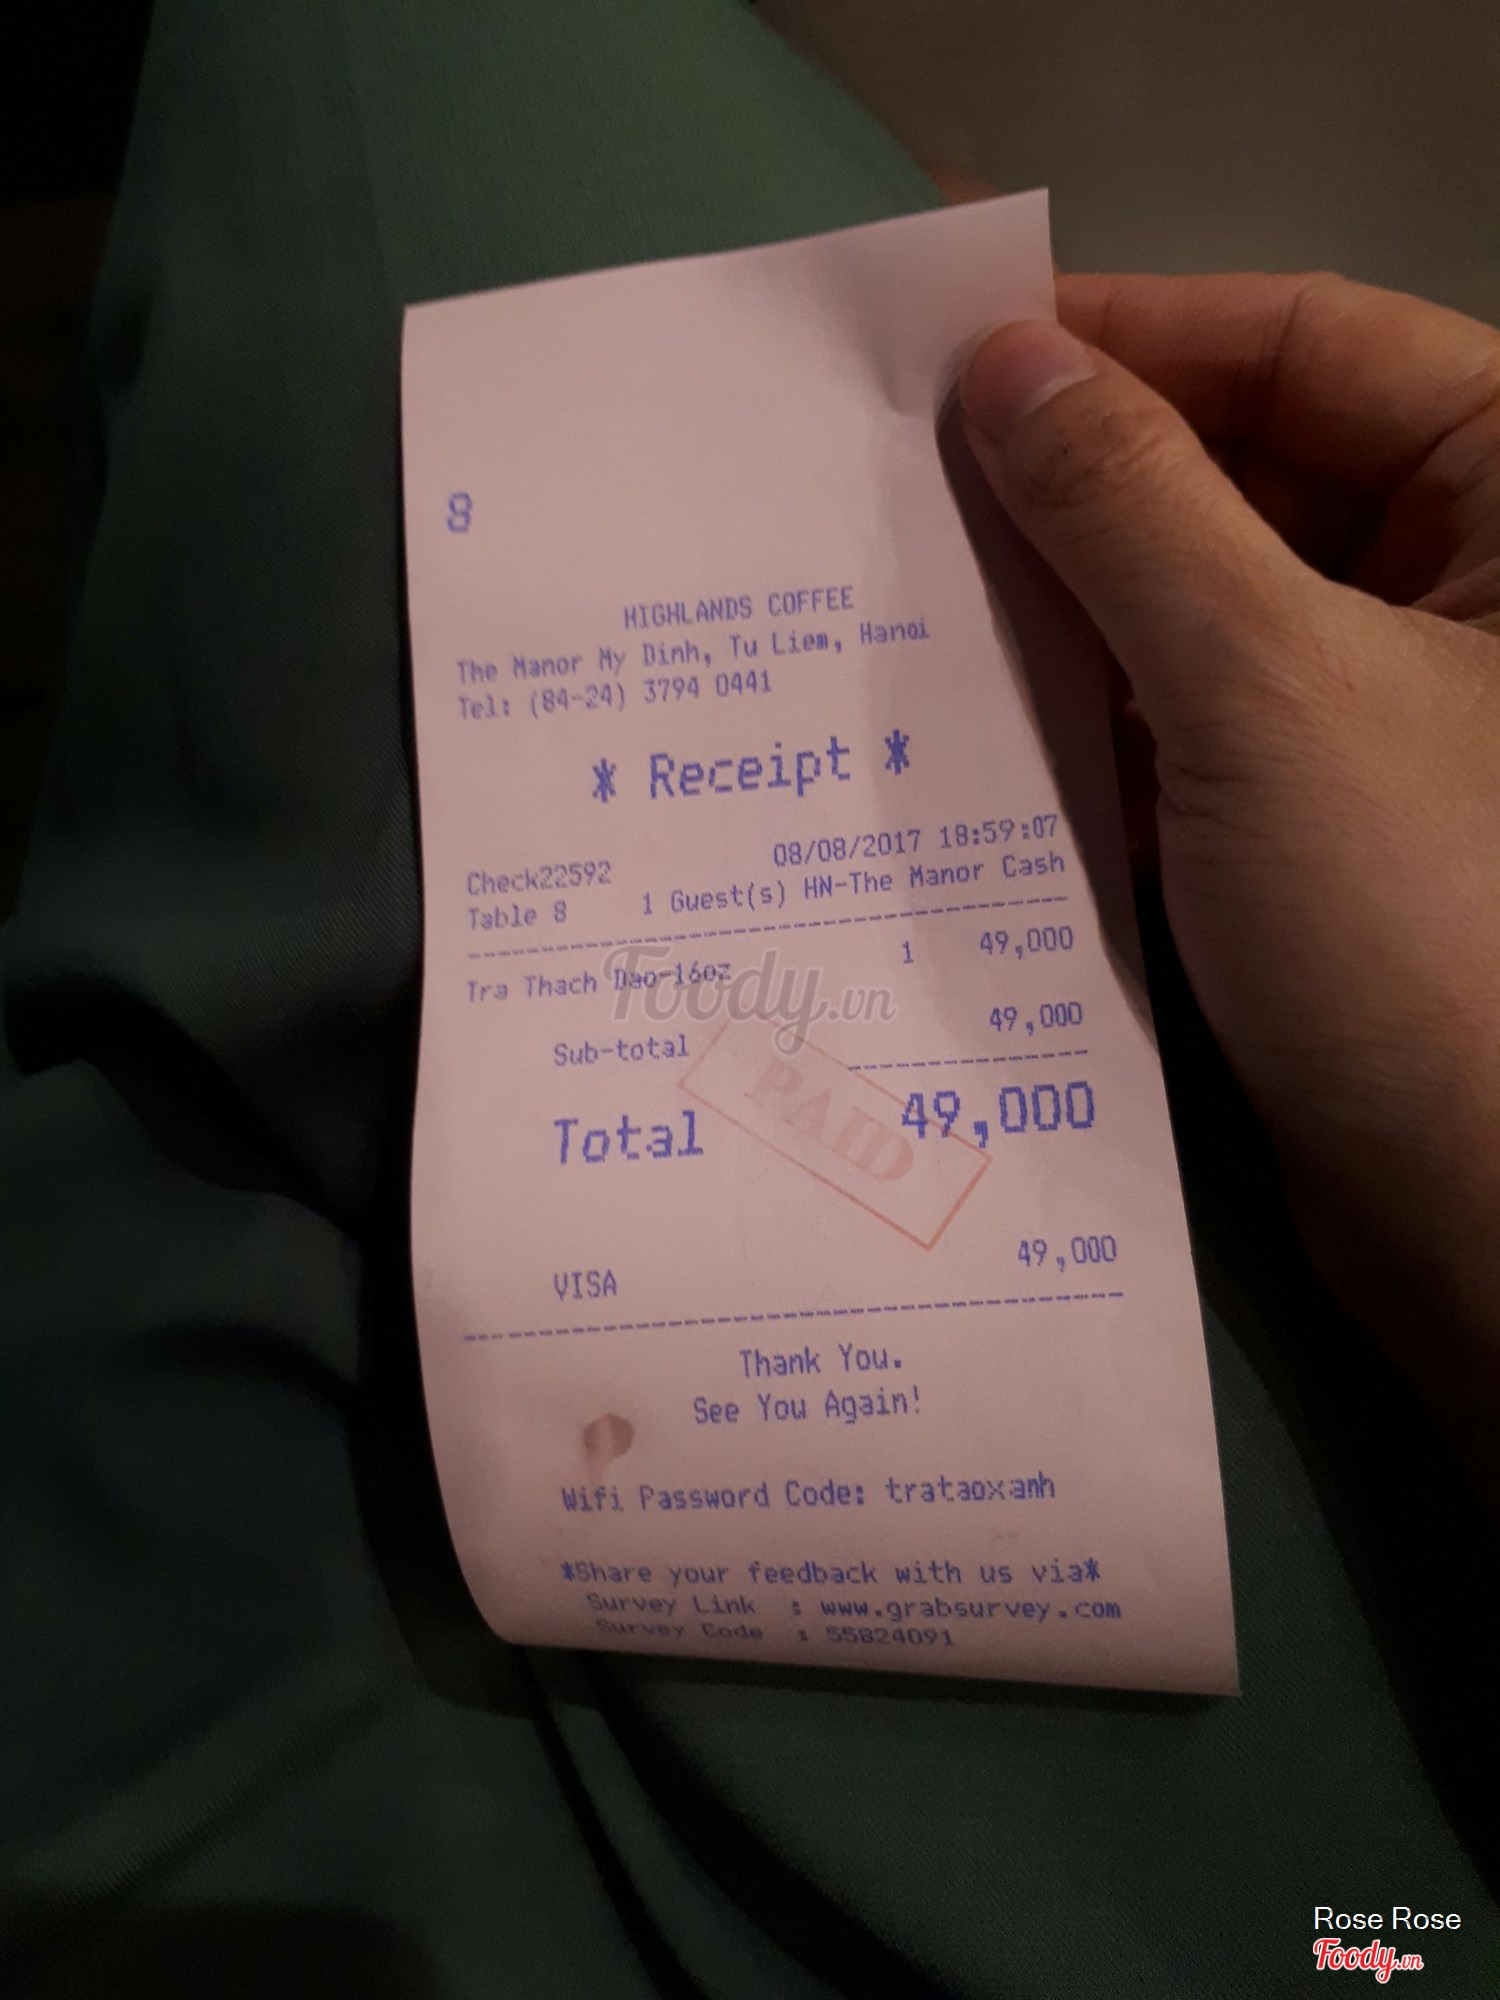 8
HIGHLANDS COFFEE
The Manor My Dinh, Tu Liem, Hanoi
Tel: (84-24) 3794 0441
* Receipt *
08/08/2017 18:59:07
Check22592
Table 8 1 Guest(s) HN-The Manor Cash
Tra Thach Dao-16oz 1 49,000
Sub-total 49,000
Total 49,000
PAID
VISA 49,000
Thank You.
See You Again!
Wifi Password Code: trataoxanh
*Share your feedback with us via*
Survey Link : www.grabsurvey.com
Survey Code : 55824091
Foody.vn
Rose Rose
Foody.vn